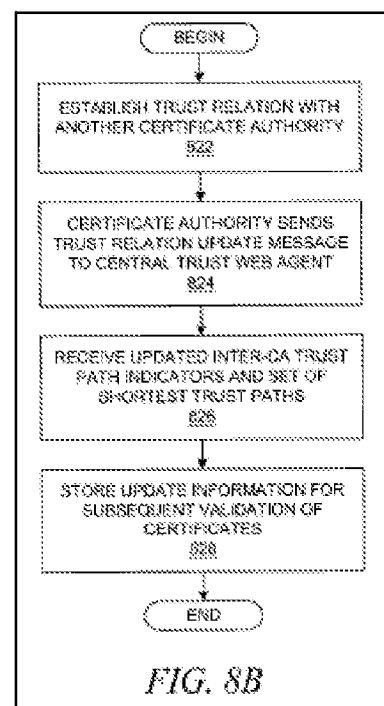 BEGIN
ESTABLISH TRUST RELATION WITH
ANOTHER CERTIFICATE AUTHORITY
822
CERTIFICATE AUTHORITY SENDS
TRUST RELATION UPDATE MESSAGE
TO CENTRAL TRUST WEB AGENT
824
RECEIVE UPDATED INTER-CA TRUST
PATH INDICATORS AND SET OF
SHORTEST TRUST PATHS
826
STORE UPDATE INFORMATION FOR
SUBSEQUENT VALIDATION OF
CERTIFICATES
828
END
FIG. 8B